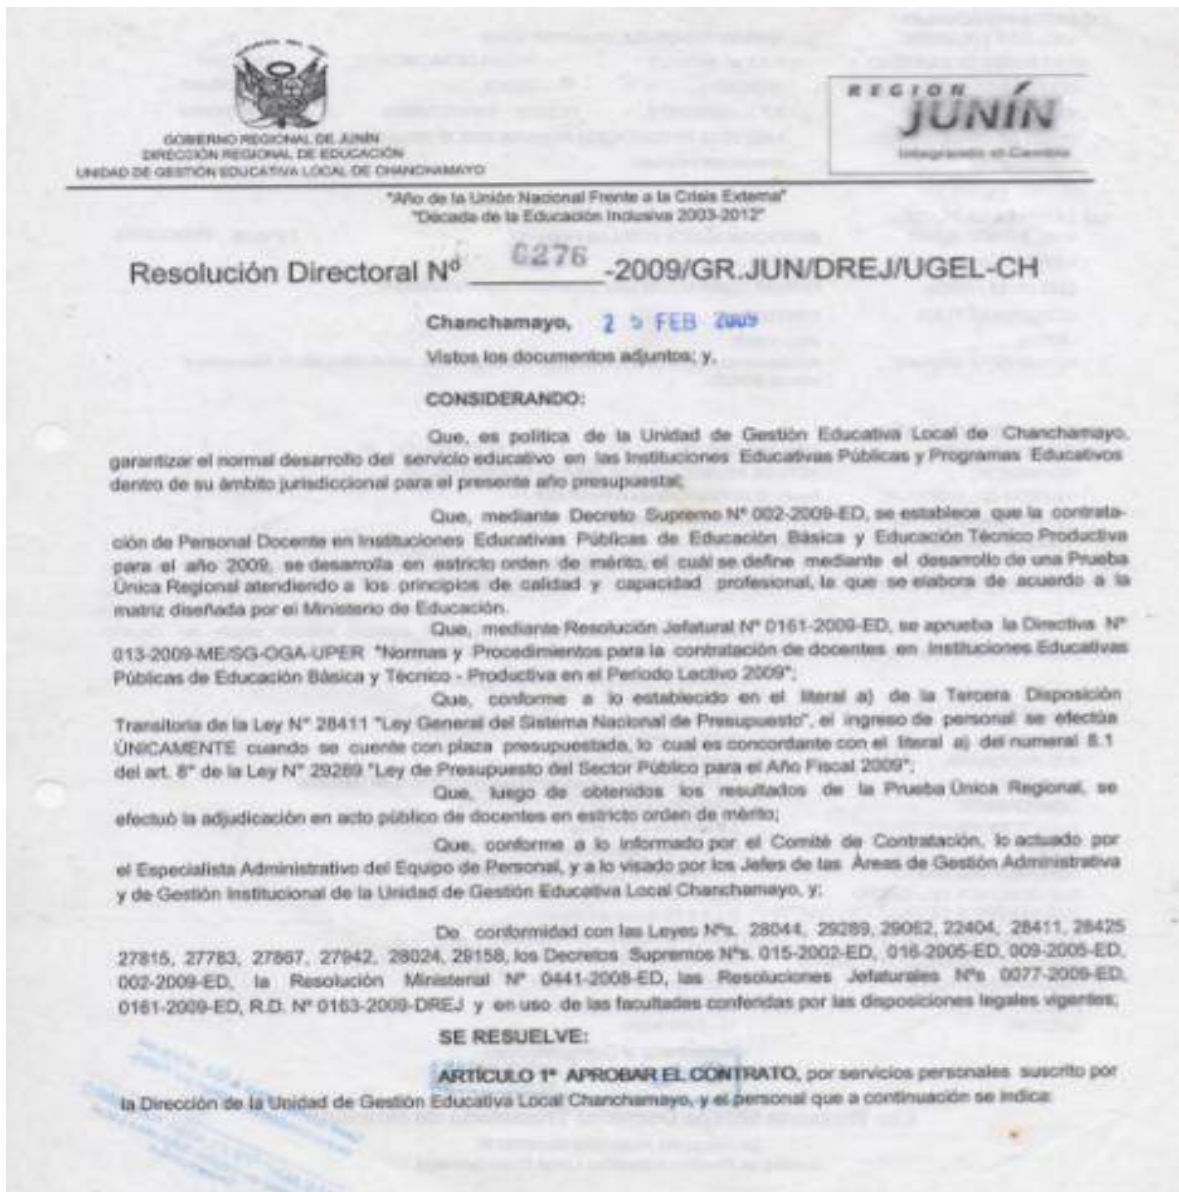 GOBIERNO REGIONAL DE JUNÍN
DIRECCIÓN REGIONAL DE EDUCACIÓN
UNIDAD DE GESTIÓN EDUCATIVA LOCAL DE CHANCHAMAYO
REGION
JUNÍN
Integrando el Cambio
"Año de la Unión Nacional Frente a la Crisis Externa"
"Década de la Educación Inclusiva 2003-2012"
Resolución Directoral Nº 0276 -2009/GR.JUN/DREJ/UGEL-CH
Chanchamayo, 25 FEB 2009
Vistos los documentos adjuntos; y,
CONSIDERANDO:
Que, es política de la Unidad de Gestión Educativa Local de Chanchamayo,
garantizar el normal desarrollo del servicio educativo en las Instituciones Educativas Públicas y Programas Educativos
dentro de su ámbito jurisdiccional para el presente año presupuestal;
Que, mediante Decreto Supremo Nº 002-2009-ED, se establece que la contrata-
ción de Personal Docente en Instituciones Educativas Públicas de Educación Básica y Educación Técnico Productiva
para el año 2009, se desarrolla en estricto orden de mérito, el cuál se define mediante el desarrollo de una Prueba
Única Regional atendiendo a los principios de calidad y capacidad profesional, la que se elabora de acuerdo a la
matriz diseñada por el Ministerio de Educación.
Que, mediante Resolución Jefatural Nº 0161-2009-ED, se aprueba la Directiva Nº
013-2009-ME/SG-OGA-UPER "Normas y Procedimientos para la contratación de docentes en Instituciones Educativas
Públicas de Educación Básica y Técnico - Productiva en el Periodo Lectivo 2009";
Que, conforme a lo establecido en el literal a) de la Tercera Disposición
Transitoria de la Ley Nº 28411 "Ley General del Sistema Nacional de Presupuesto", el ingreso de personal se efectúa
ÚNICAMENTE cuando se cuente con plaza presupuestada, lo cual es concordante con el literal a) del numeral 8.1
del art. 8º de la Ley Nº 29289 "Ley de Presupuesto del Sector Público para el Año Fiscal 2009";
Que, luego de obtenidos los resultados de la Prueba Única Regional, se
efectuó la adjudicación en acto público de docentes en estricto orden de mérito;
Que, conforme a lo informado por el Comité de Contratación, lo actuado por
el Especialista Administrativo del Equipo de Personal, y a lo visado por los Jefes de las Áreas de Gestión Administrativa
y de Gestión Institucional de la Unidad de Gestión Educativa Local Chanchamayo, y;
De conformidad con las Leyes Nºs. 28044, 29289, 29062, 22404, 28411, 28425
27815, 27783, 27867, 27942, 28024, 29158, los Decretos Supremos Nºs. 015-2002-ED, 016-2005-ED, 009-2005-ED,
002-2009-ED, la Resolución Ministerial Nº 0441-2008-ED, las Resoluciones Jefaturales Nºs 0077-2009-ED,
0161-2009-ED, R.D. Nº 0163-2009-DREJ y en uso de las facultades conferidas por las disposiciones legales vigentes;
SE RESUELVE:
ARTÍCULO 1º APROBAR EL CONTRATO, por servicios personales suscrito por
la Dirección de la Unidad de Gestión Educativa Local Chanchamayo, y el personal que a continuación se indica: